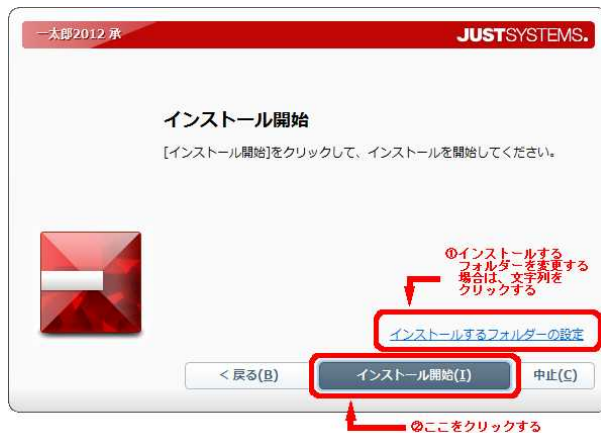 一太郎2012 承
JUSTSYSTEMS.
インストール開始
[インストール開始]をクリックして、インストールを開始してください。
①インストールする
フォルダーを変更する
場合は、文字列を
クリックする
インストールするフォルダーの設定
< 戻る(B)
インストール開始(I)
中止(C)
②ここをクリックする